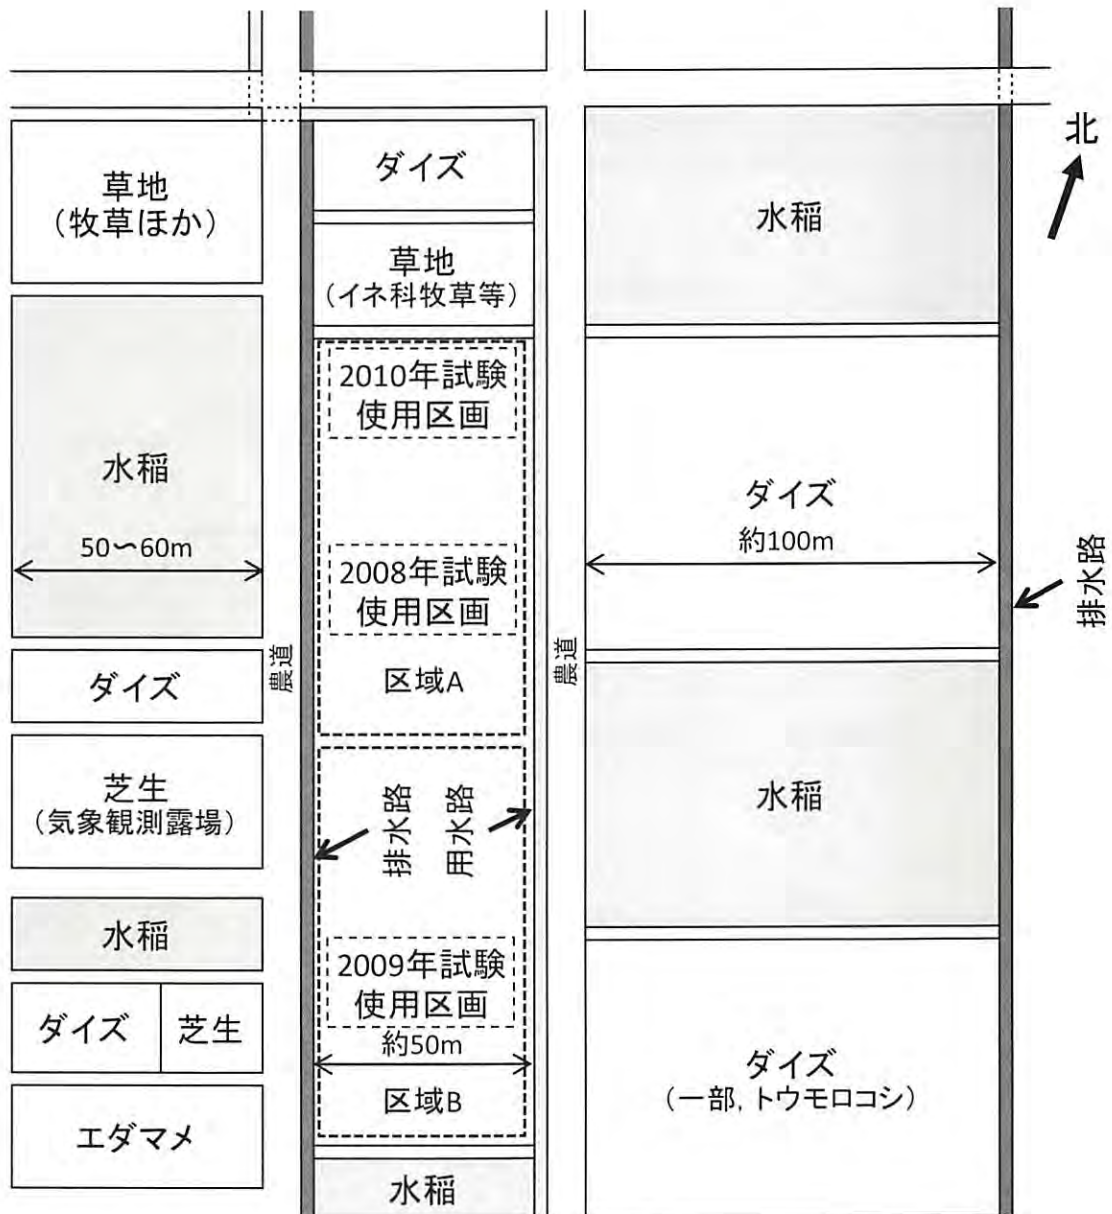 北
草地
（牧草ほか）
水稲
50〜60m
ダイズ
芝生
（気象観測露場）
水稲
ダイズ
芝生
エダマメ
農道
ダイズ
草地
（イネ科牧草等）
2010年試験
使用区画
2008年試験
使用区画
区域A
排水路
用水路
2009年試験
使用区画
約50m
区域B
水稲
農道
水稲
ダイズ
約100m
水稲
ダイズ
（一部，トウモロコシ）
排水路